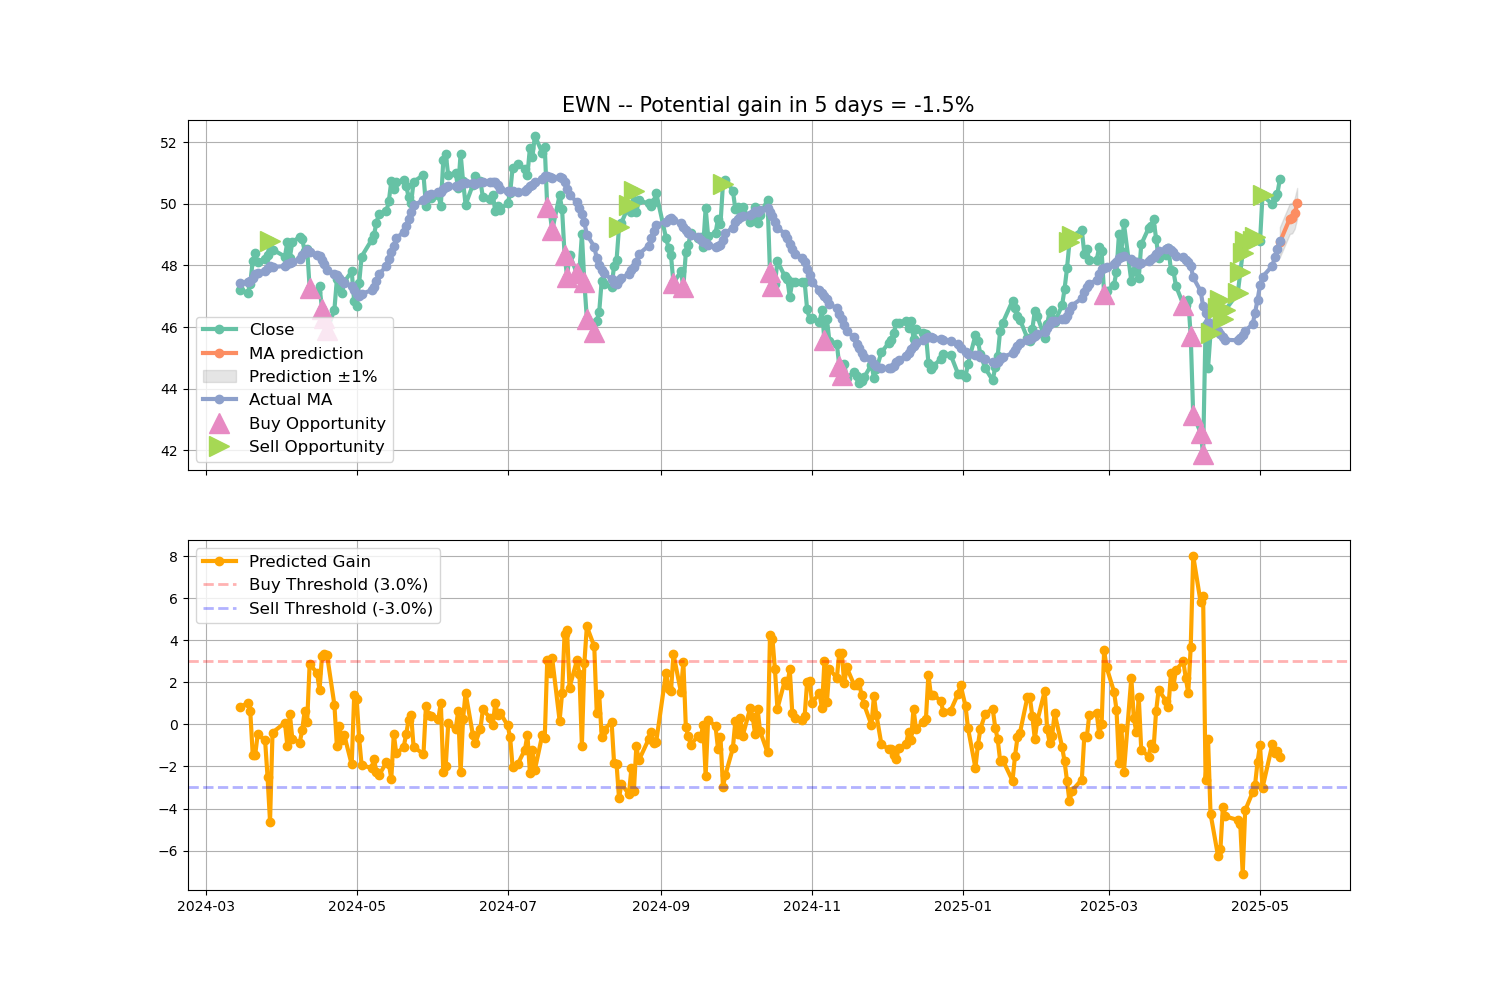 EWN -- Potential gain in 5 days = -1.5%
52
50
48
46
44
42
Close
MA prediction
Prediction ±1%
Actual MA
Buy Opportunity
Sell Opportunity
8
6
4
2
0
−2
−4
−6
Predicted Gain
Buy Threshold (3.0%)
Sell Threshold (-3.0%)
2024-03 2024-05 2024-07 2024-09 2024-11 2025-01 2025-03 2025-05